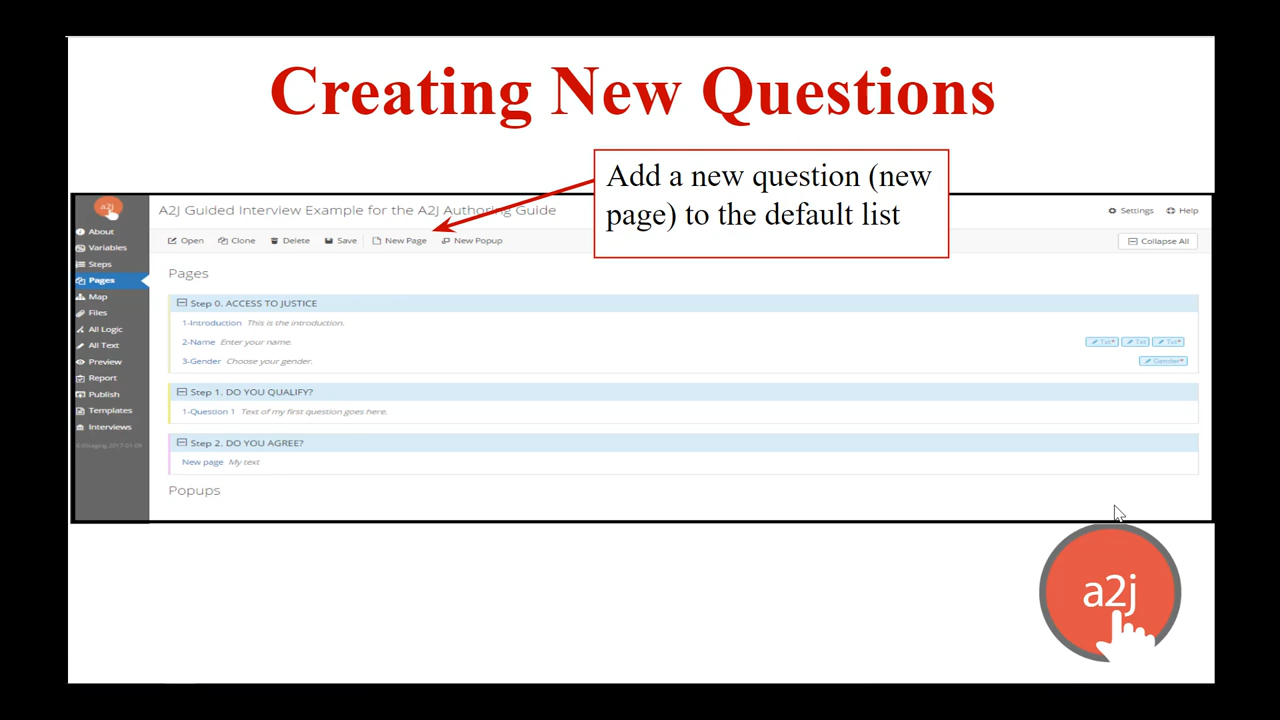 Creating New Questions
Add a new question (new
page) to the default list
a2j
A2J Guided Interview Example for the A2J Authoring Guide
Settings Help
About
Variables
Steps
Pages
Map
Files
All Logic
All Text
Preview
Report
Publish
Templates
Interviews
Open Clone Delete Save New Page New Popup Collapse All
Pages
Step 0. ACCESS TO JUSTICE
1-Introduction This is the introduction.
2-Name Enter your name. Txt* Txt Txt*
3-Gender Choose your gender. Gender*
Step 1. DO YOU QUALIFY?
1-Question 1 Text of my first question goes here.
Step 2. DO YOU AGREE?
New page My text
Popups
a2j